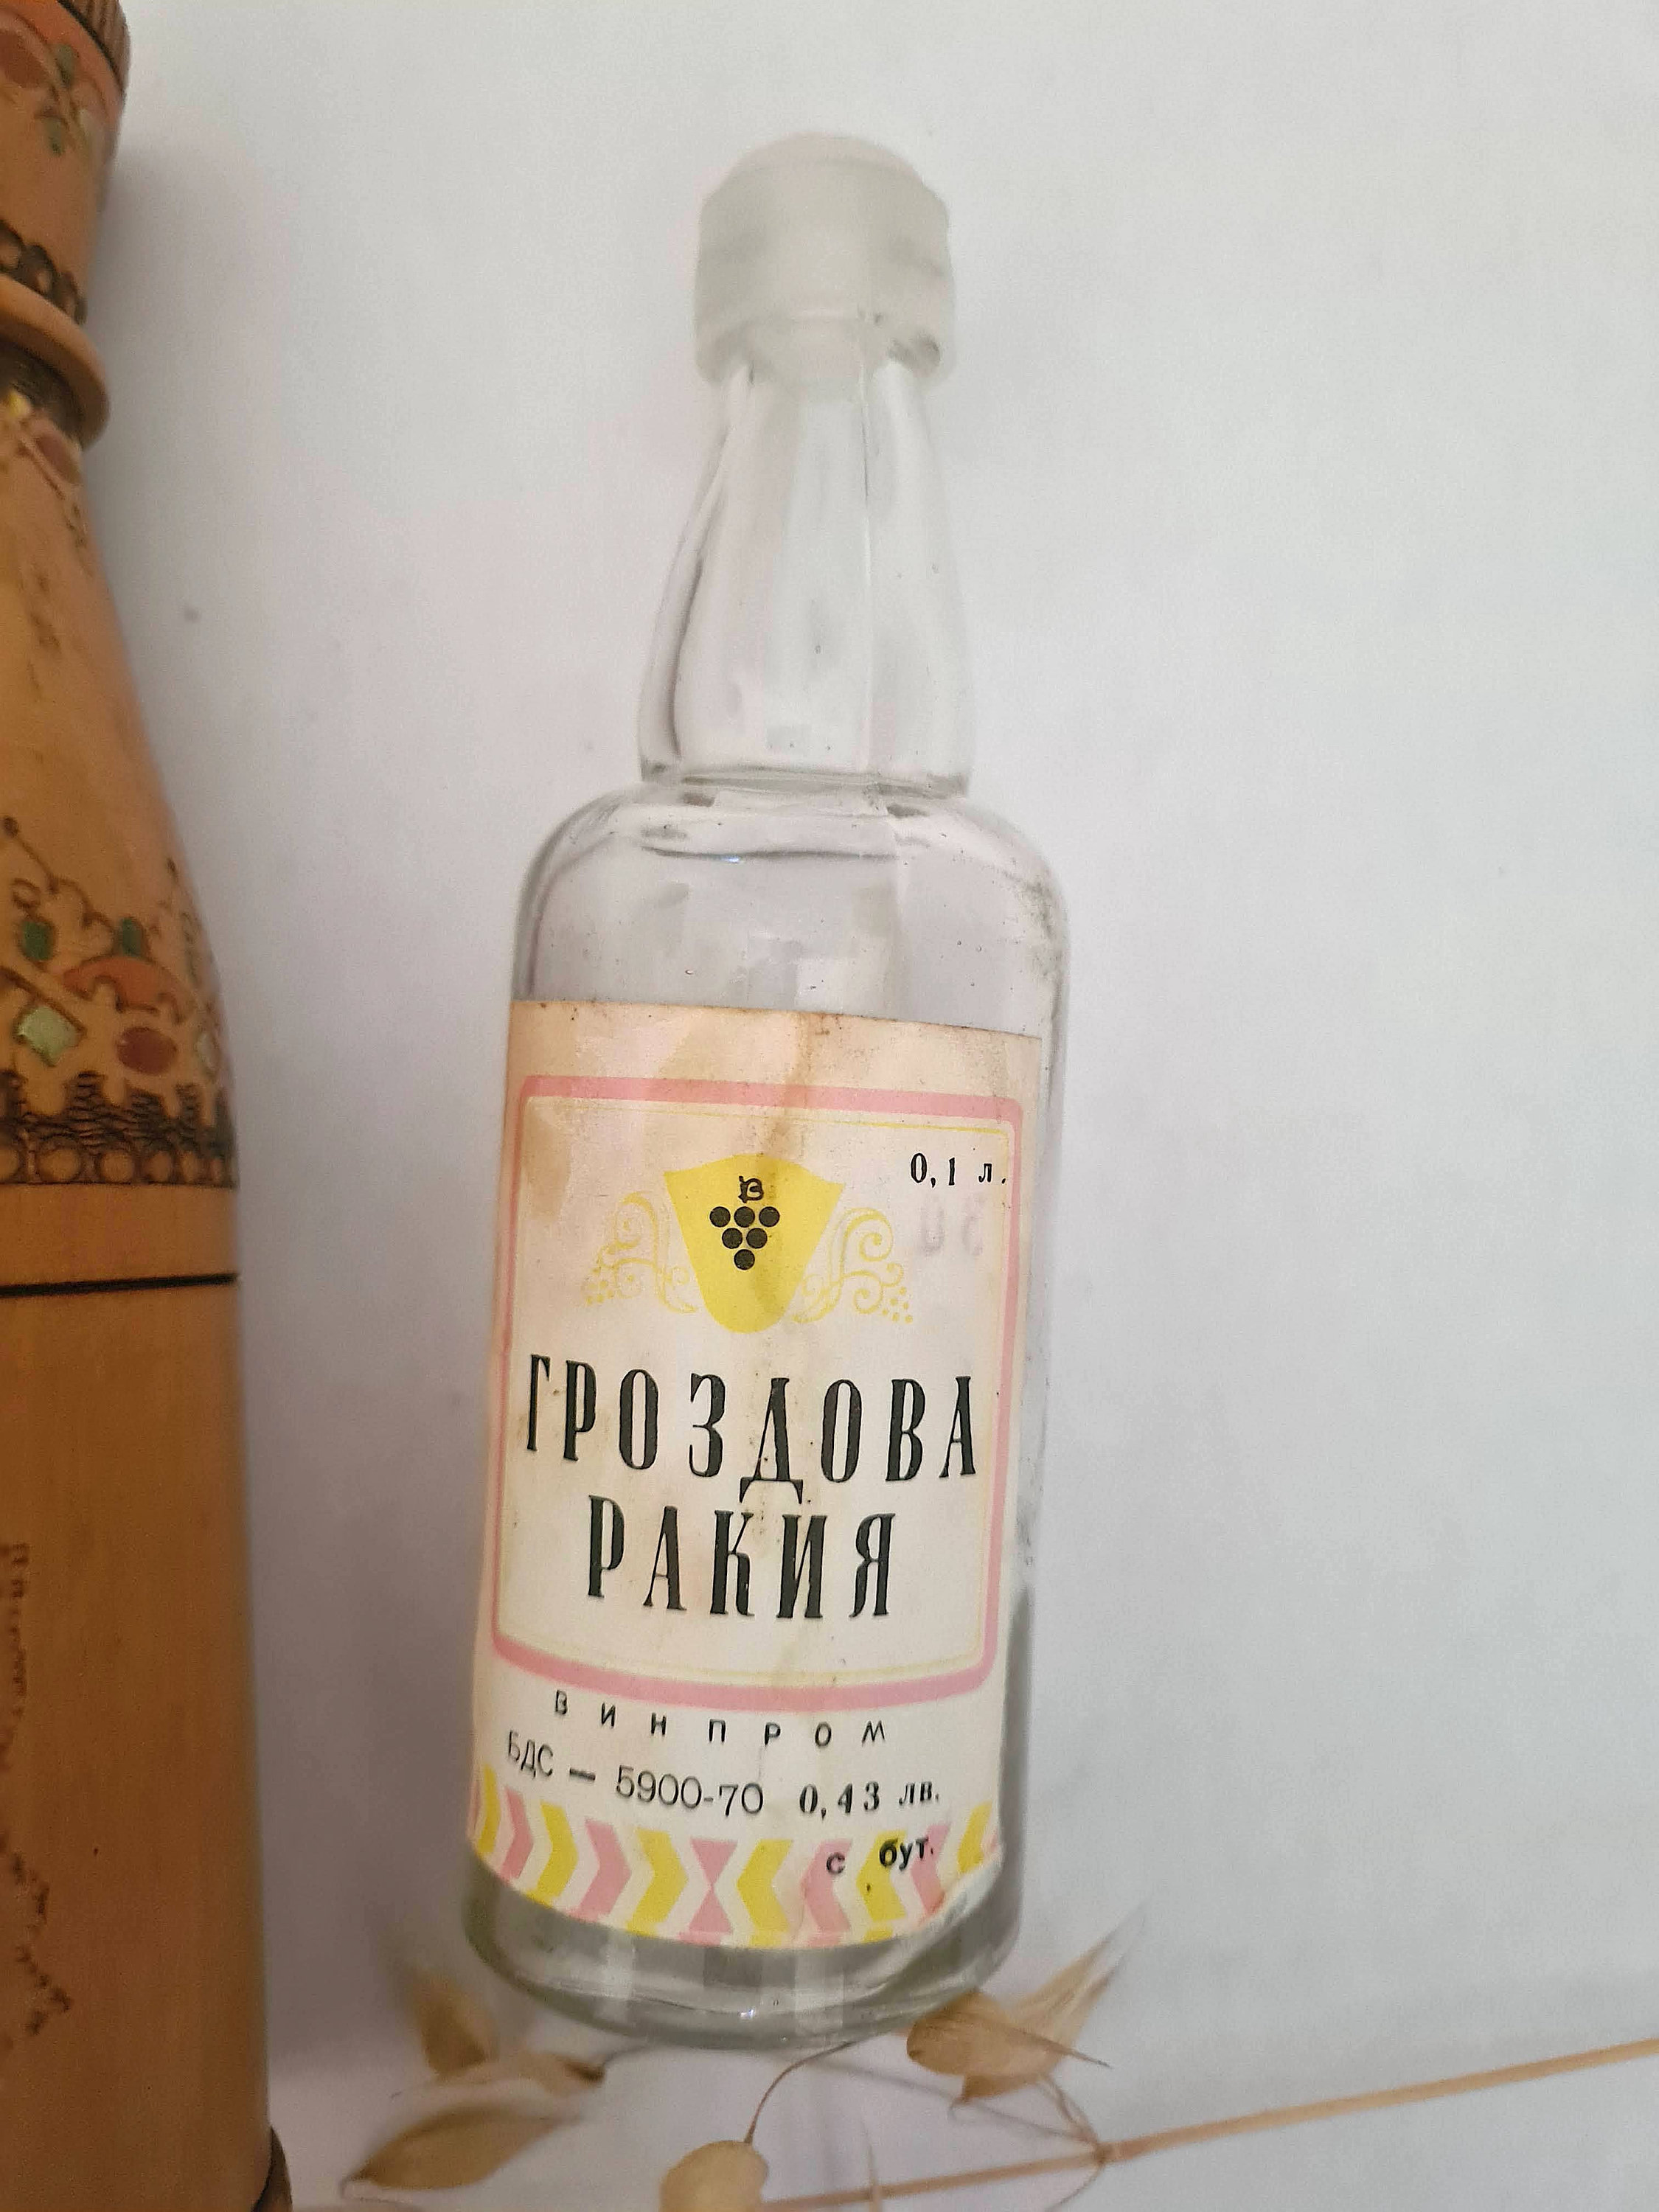 0,1 л.
В
ГРОЗДОВА
РАКИЯ
ВИНПРОМ
БДС — 5900-70 0,43 лв.
с бут.